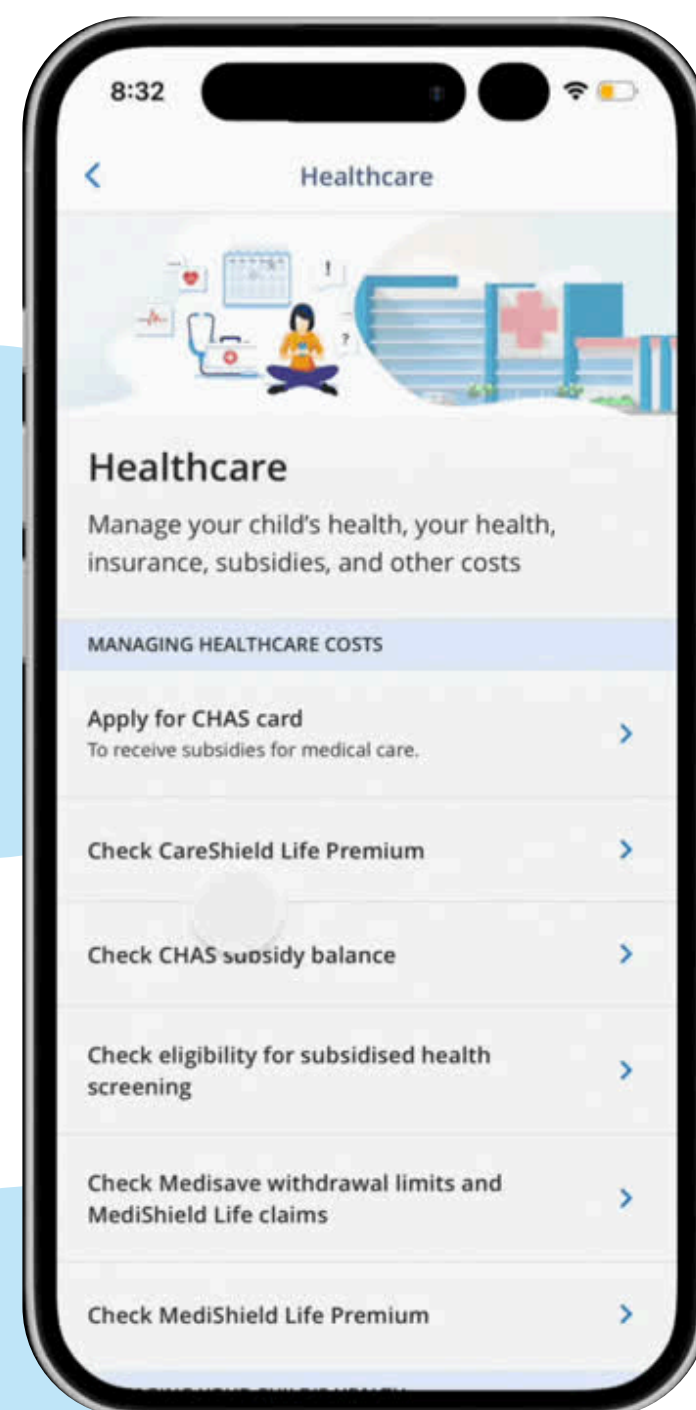 8:32
Healthcare
!
?
Healthcare
Manage your child's health, your health,
insurance, subsidies, and other costs
MANAGING HEALTHCARE COSTS
Apply for CHAS card
To receive subsidies for medical care.
Check CareShield Life Premium
Check CHAS subsidy balance
Check eligibility for subsidised health
screening
Check Medisave withdrawal limits and
MediShield Life claims
Check MediShield Life Premium